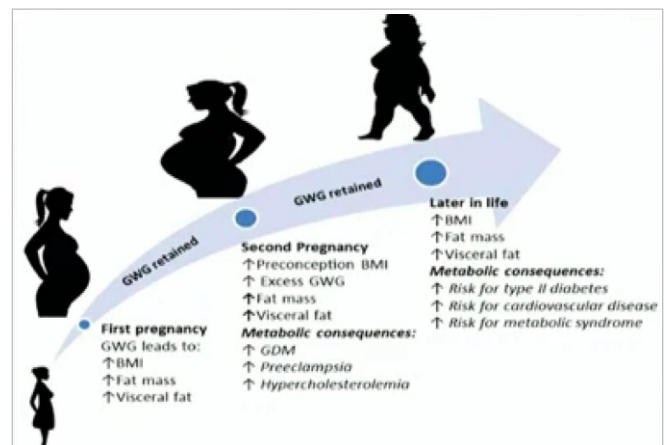 GWG retained
GWG retained
First pregnancy
GWG leads to:
↑BMI
↑Fat mass
↑Visceral fat
Second Pregnancy
↑Preconception BMI
↑ Excess GWG
↑Fat mass
↑Visceral fat
Metabolic consequences:
↑ GDM
↑ Preeclampsia
↑ Hypercholesterolemia
Later in life
↑BMI
↑Fat mass
↑Visceral fat
Metabolic consequences:
↑ Risk for type II diabetes
↑ Risk for cardiovascular disease
↑ Risk for metabolic syndrome